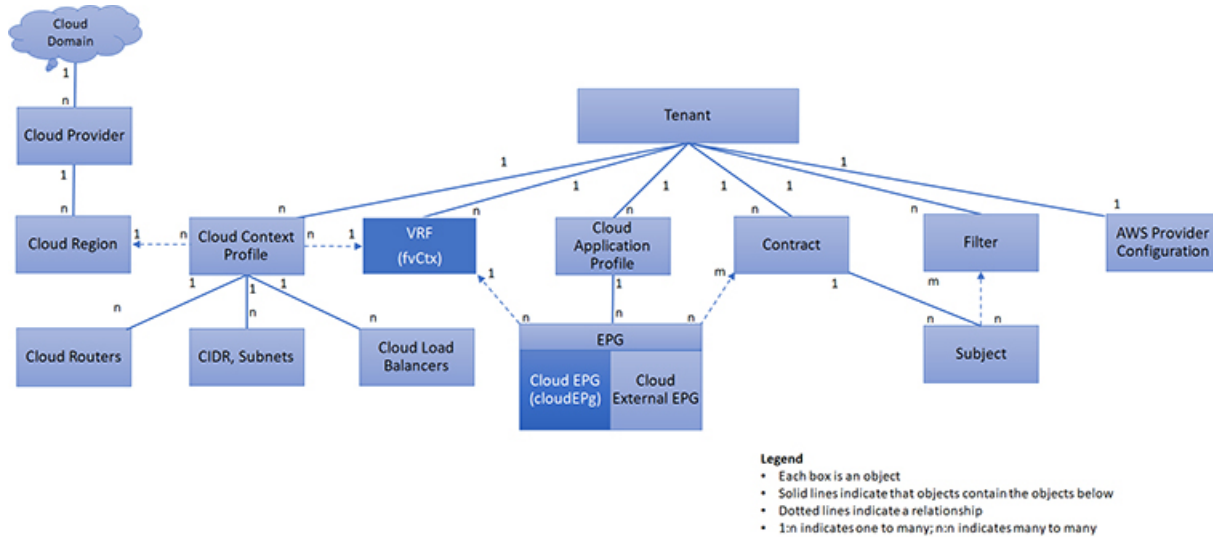 Cloud
Domain
1
n
Cloud Provider
Tenant
1
n
1
1
1
1
1
1
1
n
n
n
n
n
1
Cloud Region
1
n
Cloud Context
Profile
n
1
VRF
(fvCtx)
Cloud
Application
Profile
Contract
Filter
AWS Provider
Configuration
1
1
1
1
1
m
1
m
n
n
n
n
n
n
n
n
Cloud Routers
CIDR, Subnets
Cloud Load
Balancers
EPG
Cloud EPG
(cloudEPg)
Cloud
External EPG
Subject
Legend
• Each box is an object
• Solid lines indicate that objects contain the objects below
• Dotted lines indicate a relationship
• 1:n indicates one to many; n:n indicates many to many